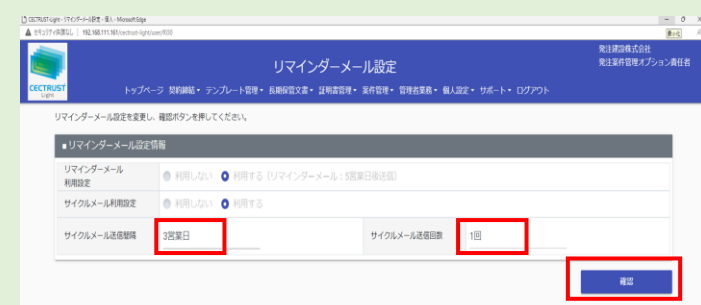 CECTRUST-Light - リマインダーメール設定 - 個人 - Microsoft Edge
セキュリティ保護なし | 192.168.111.161/cectrust-light/user/f030
最小化
発注建設株式会社
発注案件管理オプション責任者
CECTRUST
Light
リマインダーメール設定
トップページ 契約締結 テンプレート管理 長期保管文書 証明書管理 案件管理 管理者業務 個人設定 サポート ログアウト
リマインダーメール設定を変更し、確認ボタンを押してください。
■リマインダーメール設定情報
リマインダーメール
利用設定
利用しない 利用する（リマインダーメール：5営業日後送信）
サイクルメール利用設定
利用しない 利用する
サイクルメール送信間隔 3営業日 サイクルメール送信回数 1回
確認